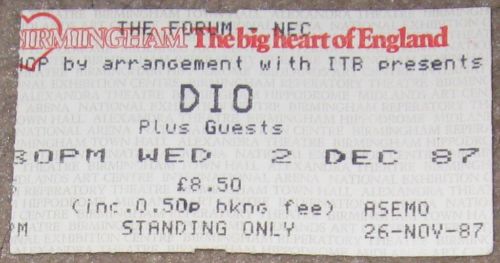 THE FORUM - NEC
BIRMINGHAM The big heart of England
by arrangement with ITB presents
DIO
Plus Guests
30PM WED 2 DEC 87
£8.50
(inc.0.50p bkng fee) ASEMO
PM STANDING ONLY 26-NOV-87